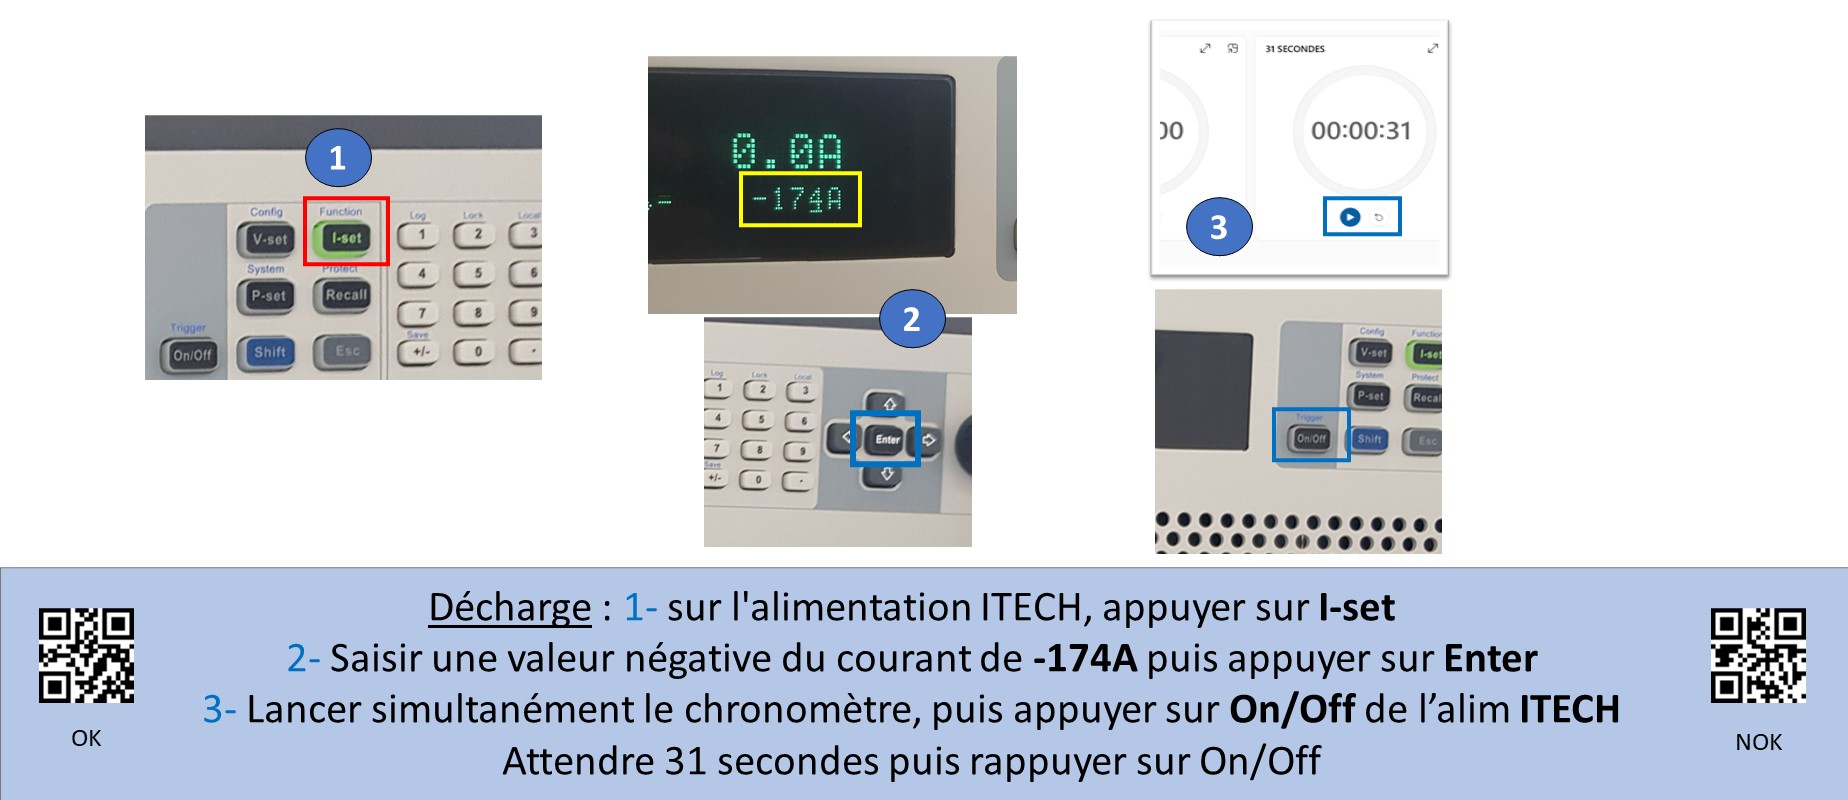 1
Config
Function
V-set
I-set
System
Protect
P-set
Recall
Trigger
On/Off
Shift
Esc
Log
Lock
Local
1
2
3
4
5
6
7
8
9
Save
+/-
0
.
0.0A
-174A
2
Log
Lock
Local
1
2
3
4
5
6
7
8
9
Save
+/-
0
.
Enter
31 SECONDES
00
00:00:31
3
Config
Function
V-set
I-set
System
Protect
P-set
Recal
Trigger
On/Off
Shift
Esc
Décharge : 1- sur l'alimentation ITECH, appuyer sur I-set
2- Saisir une valeur négative du courant de -174A puis appuyer sur Enter
3- Lancer simultanément le chronomètre, puis appuyer sur On/Off de l’alim ITECH
Attendre 31 secondes puis rappuyer sur On/Off
OK
NOK